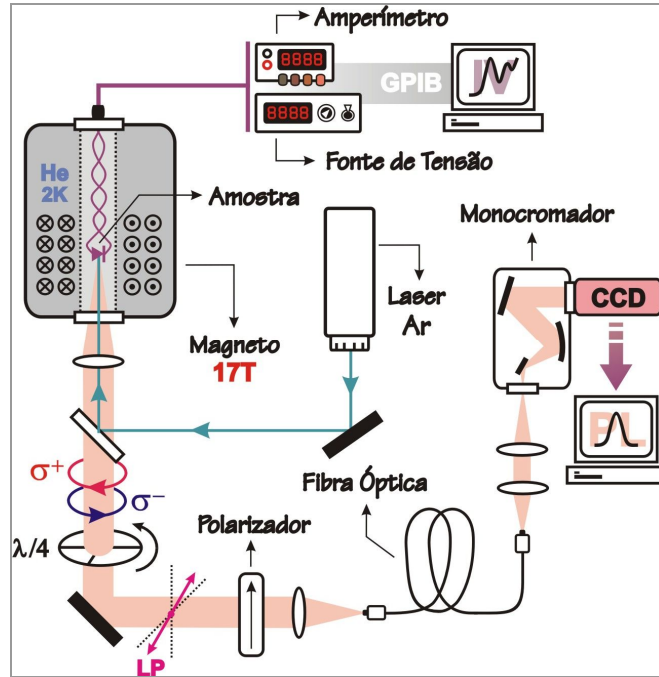 Amperímetro
8888
GPIB
IV
8888
Fonte de Tensão
He
2K
Amostra
Monocromador
Laser
Ar
CCD
Magneto
17T
PL
σ+
σ−
Fibra Óptica
Polarizador
λ/4
LP